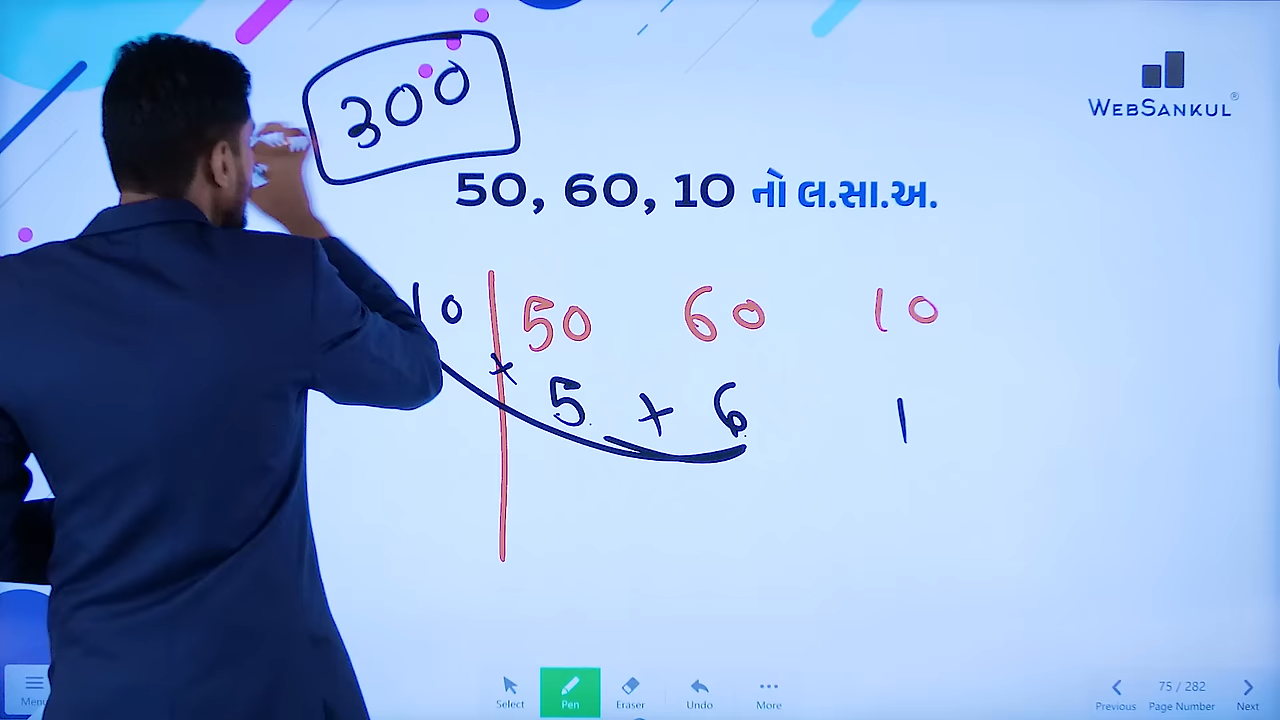 300
WEBSANKUL®
50, 60, 10 નો લ.સા.અ.
10 50 60 10
× 5 × 6 1
Menu Select Pen Eraser Undo More Previous 75 / 282 Page Number Next